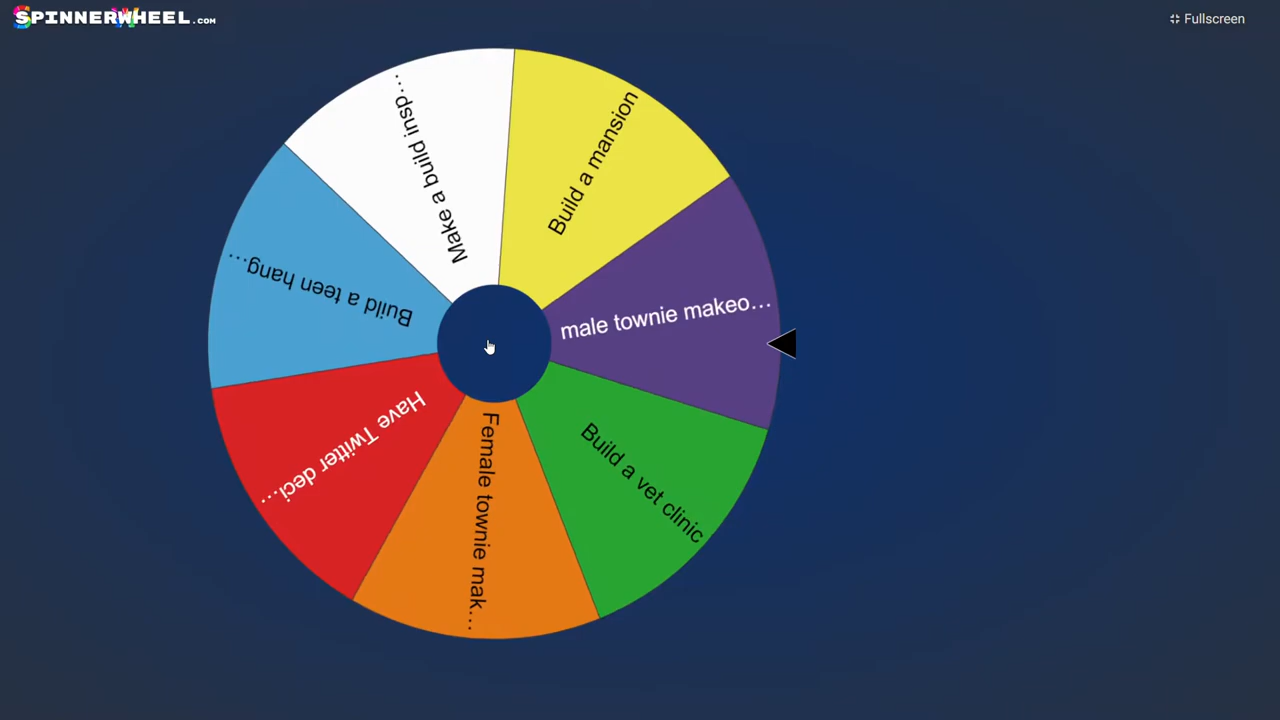 SPINNERWHEEL.COM
Fullscreen
Make a build insp...
Build a mansion
male townie makeo...
Build a vet clinic
Female townie mak...
Have Twitter deci...
Build a teen hang...